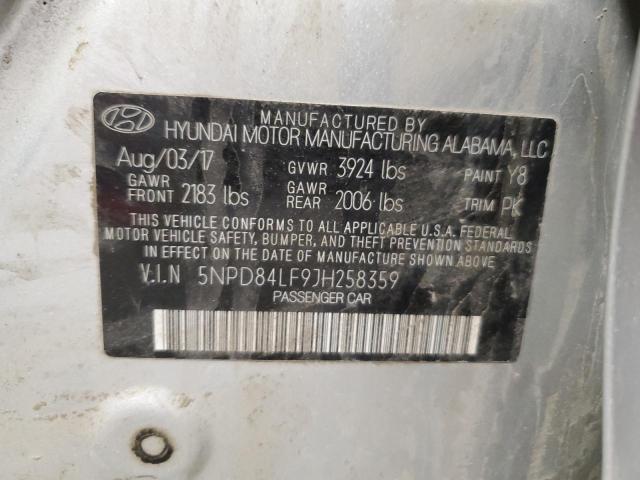 MANUFACTURED BY
HYUNDAI MOTOR MANUFACTURING ALABAMA, LLC
Aug/03/17 GVWR 3924 lbs PAINT Y8
GAWR FRONT 2183 lbs GAWR REAR 2006 lbs TRIM PK
THIS VEHICLE CONFORMS TO ALL APPLICABLE U.S.A. FEDERAL
MOTOR VEHICLE SAFETY, BUMPER, AND THEFT PREVENTION STANDARDS
IN EFFECT ON THE DATE OF MANUFACTURE SHOWN ABOVE.
V.I.N 5NPD84LF9JH258359
PASSENGER CAR